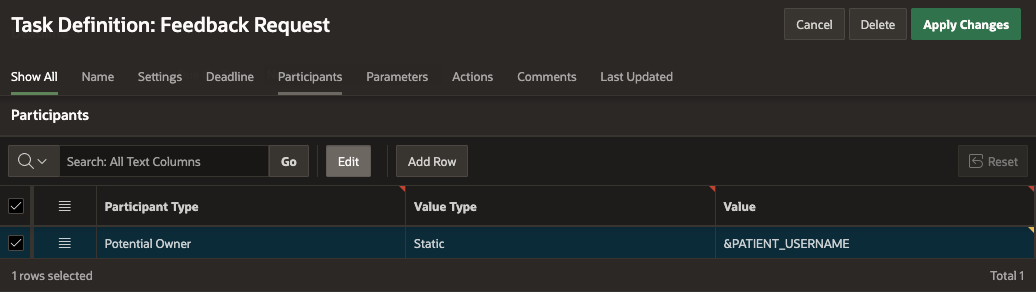 Task Definition: Feedback Request
Cancel Delete Apply Changes
Show All Name Settings Deadline Participants Parameters Actions Comments Last Updated
Participants
Search: All Text Columns Go Edit Add Row Reset
Participant Type Value Type Value
Potential Owner Static &PATIENT_USERNAME
1 rows selected Total 1